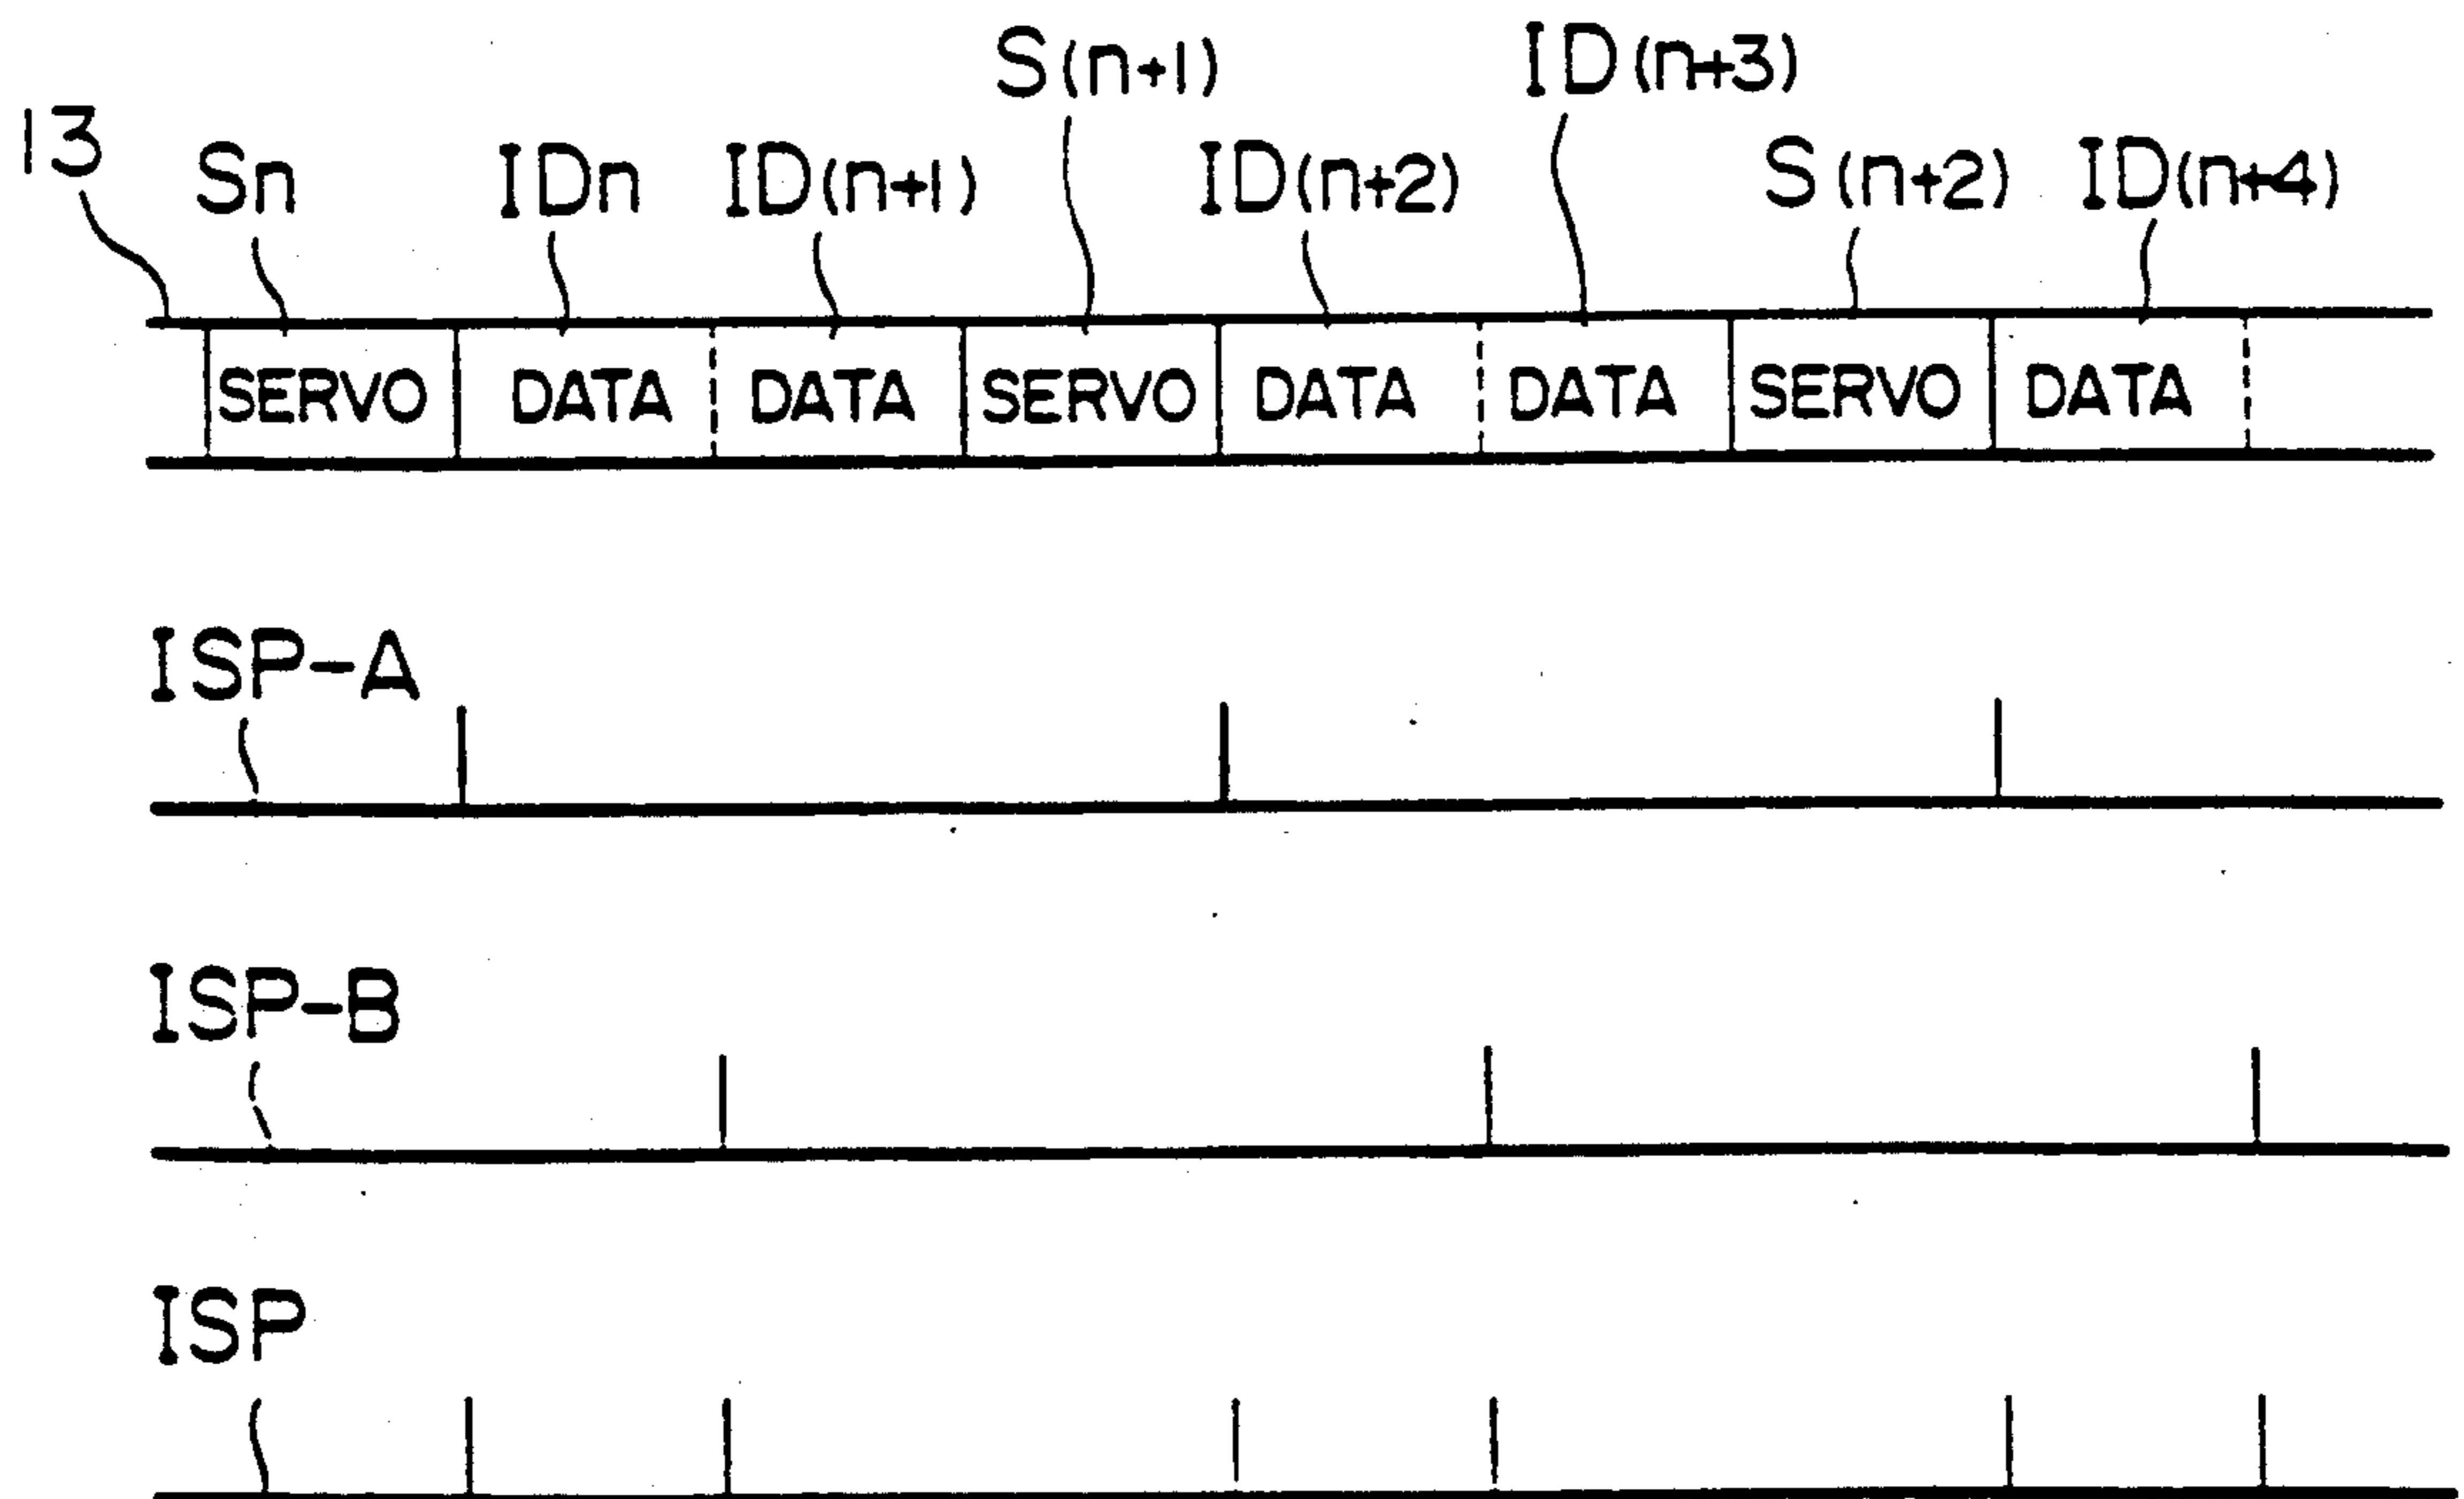 S(n+1) ID(n+3)
13 Sn IDn ID(n+1) ID(n+2) S(n+2) ID(n+4)
SERVO DATA DATA SERVO DATA DATA SERVO DATA
ISP-A
ISP-B
ISP